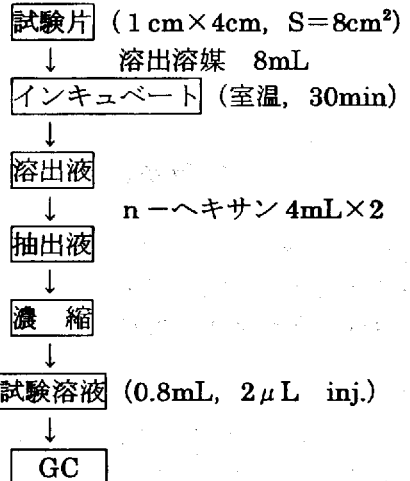 試験片 (1cm×4cm, S=8cm²)
↓ 溶出溶媒 8mL
インキュベート (室温, 30min)
↓
溶出液
↓ n-ヘキサン 4mL×2
抽出液
↓
濃 縮
↓
試験溶液 (0.8mL, 2μL inj.)
↓
GC